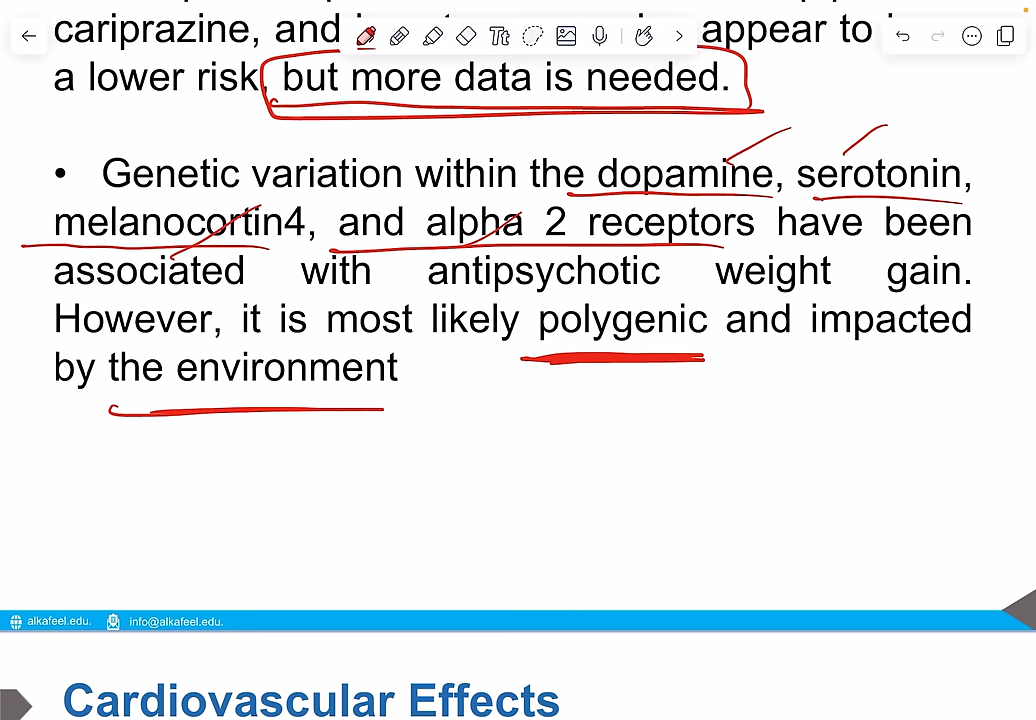 cariprazine, and
appear to
a lower risk, but more data is needed.
• Genetic variation within the dopamine, serotonin,
melanocortin4, and alpha 2 receptors have been
associated with antipsychotic weight gain.
However, it is most likely polygenic and impacted
by the environment
alkafeel.edu. info@alkafeel.edu.
Cardiovascular Effects